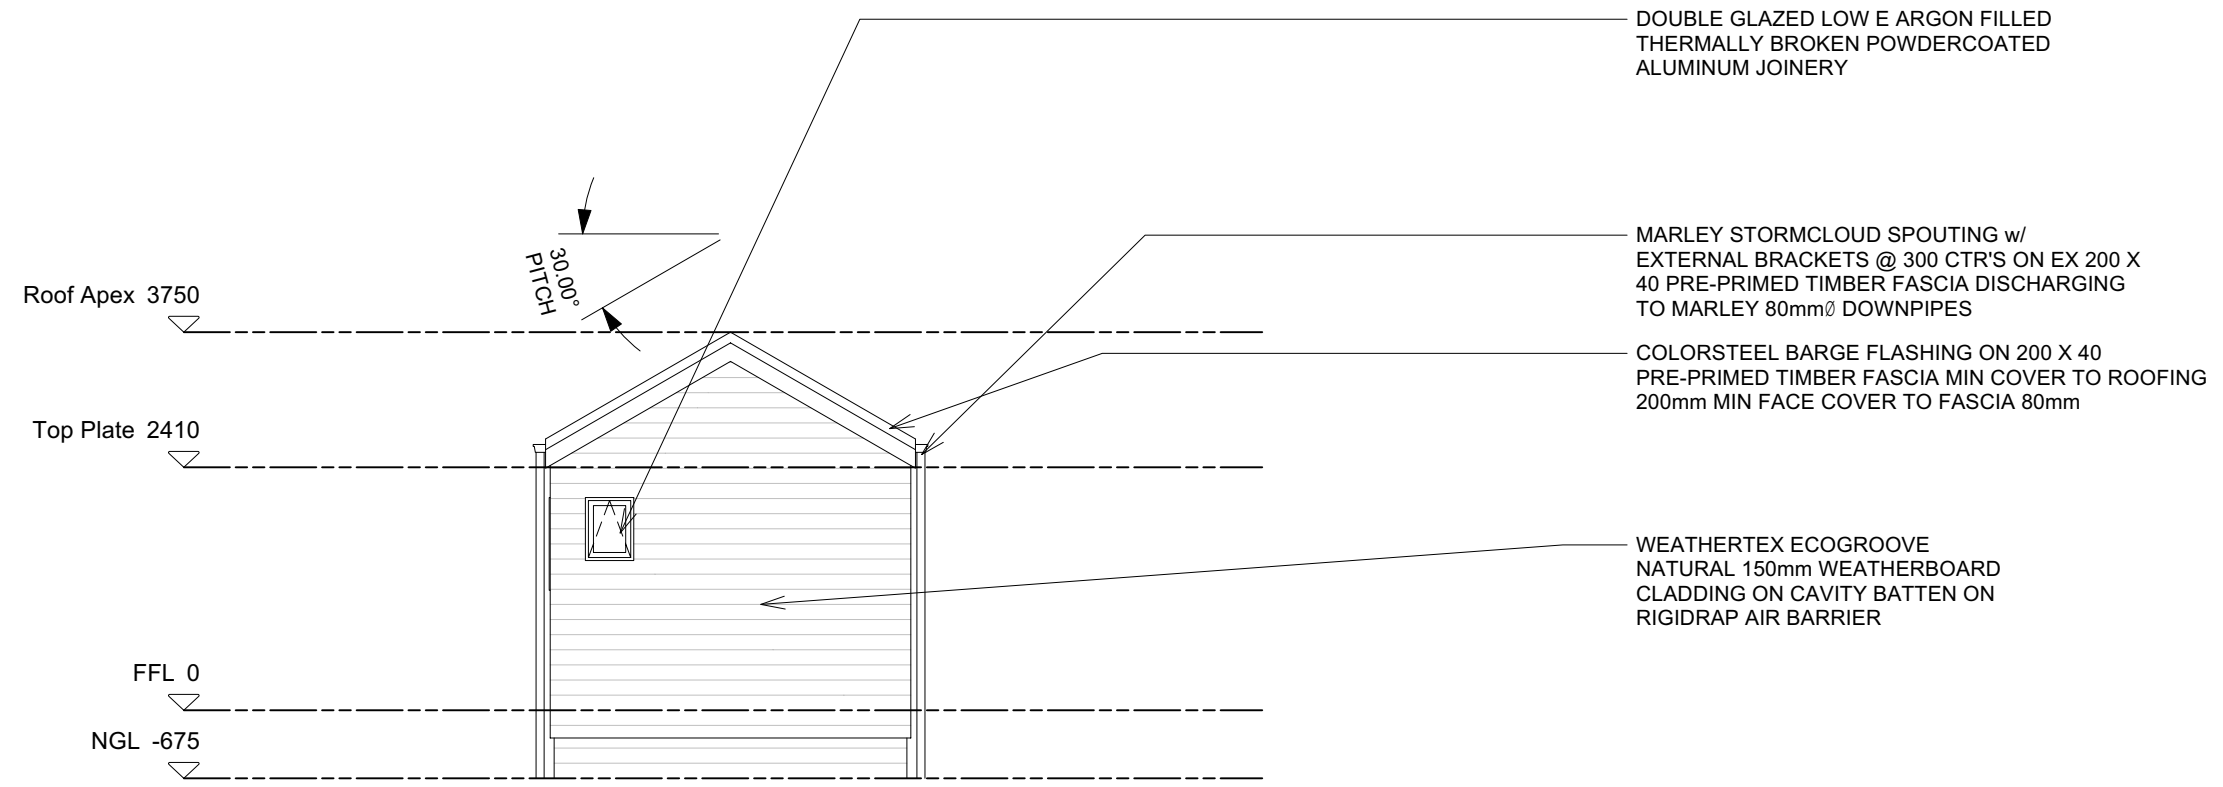 DOUBLE GLAZED LOW E ARGON FILLED
THERMALLY BROKEN POWDERCOATED
ALUMINUM JOINERY
MARLEY STORMCLOUD SPOUTING w/
EXTERNAL BRACKETS @ 300 CTR'S ON EX 200 X
40 PRE-PRIMED TIMBER FASCIA DISCHARGING
TO MARLEY 80mm∅ DOWNPIPES
30.00°
PITCH
Roof Apex 3750
COLORSTEEL BARGE FLASHING ON 200 X 40
PRE-PRIMED TIMBER FASCIA MIN COVER TO ROOFING
200mm MIN FACE COVER TO FASCIA 80mm
Top Plate 2410
WEATHERTEX ECOGROOVE
NATURAL 150mm WEATHERBOARD
CLADDING ON CAVITY BATTEN ON
RIGIDRAP AIR BARRIER
FFL 0
NGL -675